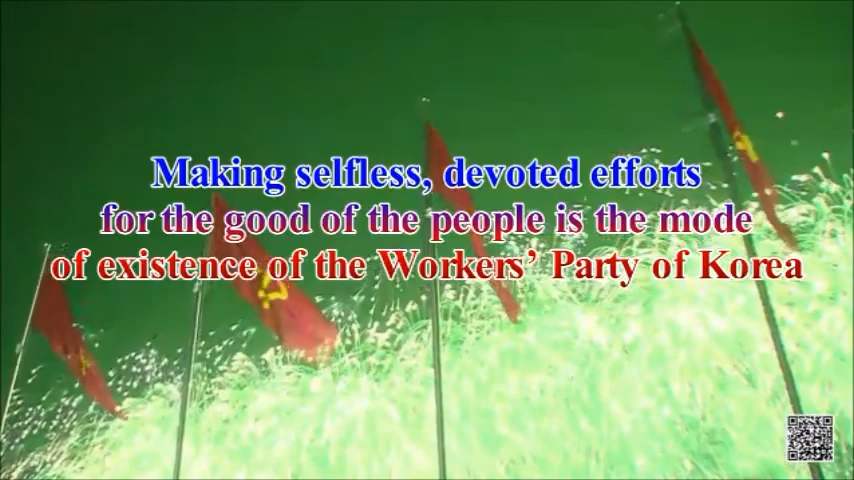 Making selfless, devoted efforts
for the good of the people is the mode
of existence of the Workers’ Party of Korea